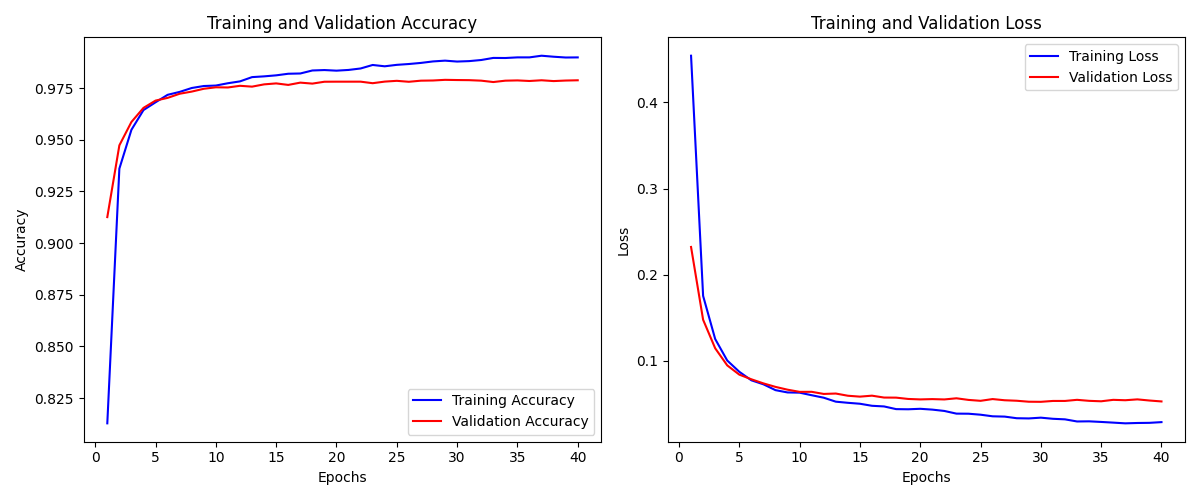 Training and Validation Accuracy
Accuracy
0.975
0.950
0.925
0.900
0.875
0.850
0.825
Training Accuracy
Validation Accuracy
0 5 10 15 20 25 30 35 40
Epochs
Training and Validation Loss
Loss
0.4
0.3
0.2
0.1
Training Loss
Validation Loss
0 5 10 15 20 25 30 35 40
Epochs